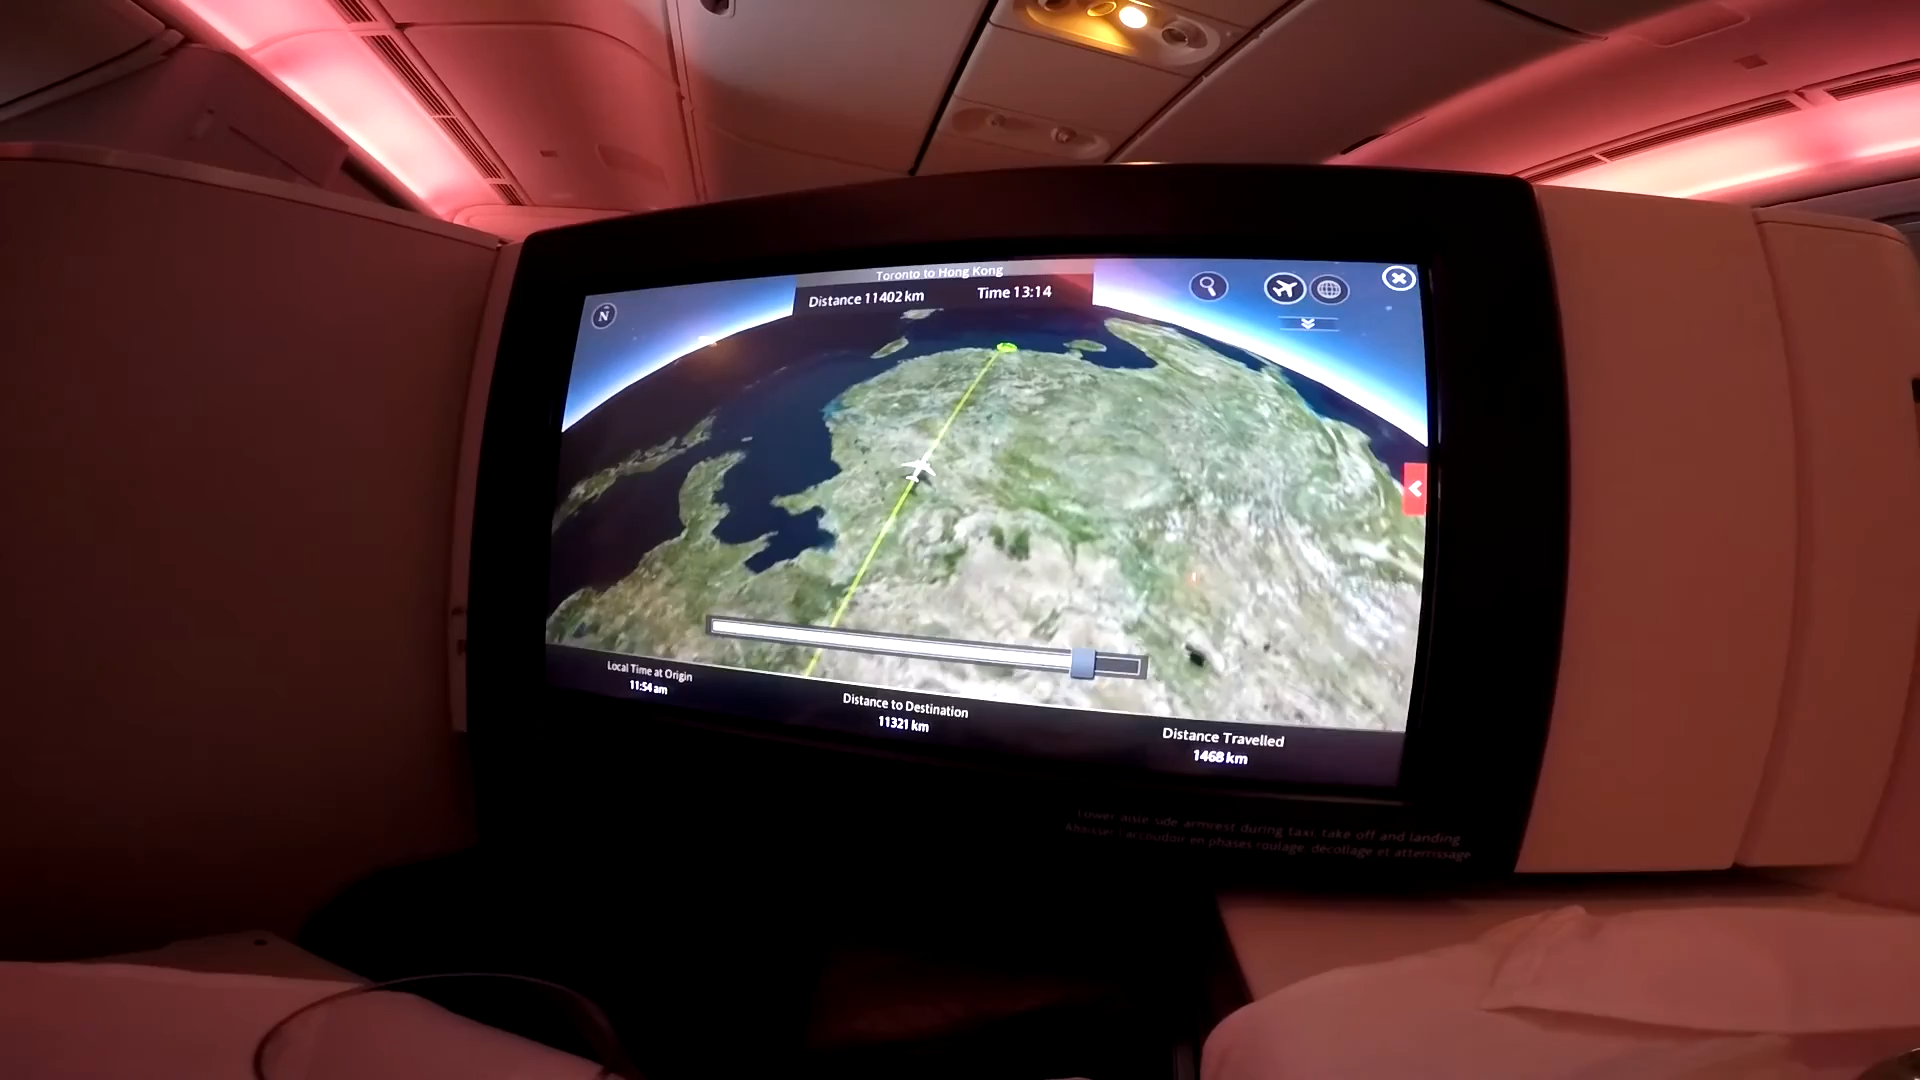 Toronto to Hong Kong
Distance 11402 km Time 13:14
N
Local Time at Origin
11:54 am
Distance to Destination
11321 km
Distance Travelled
1468 km
Lower aisle side armrest during taxi, take off and landing
Abaisser l'accoudoir en phases roulage, decollage et atterrissage